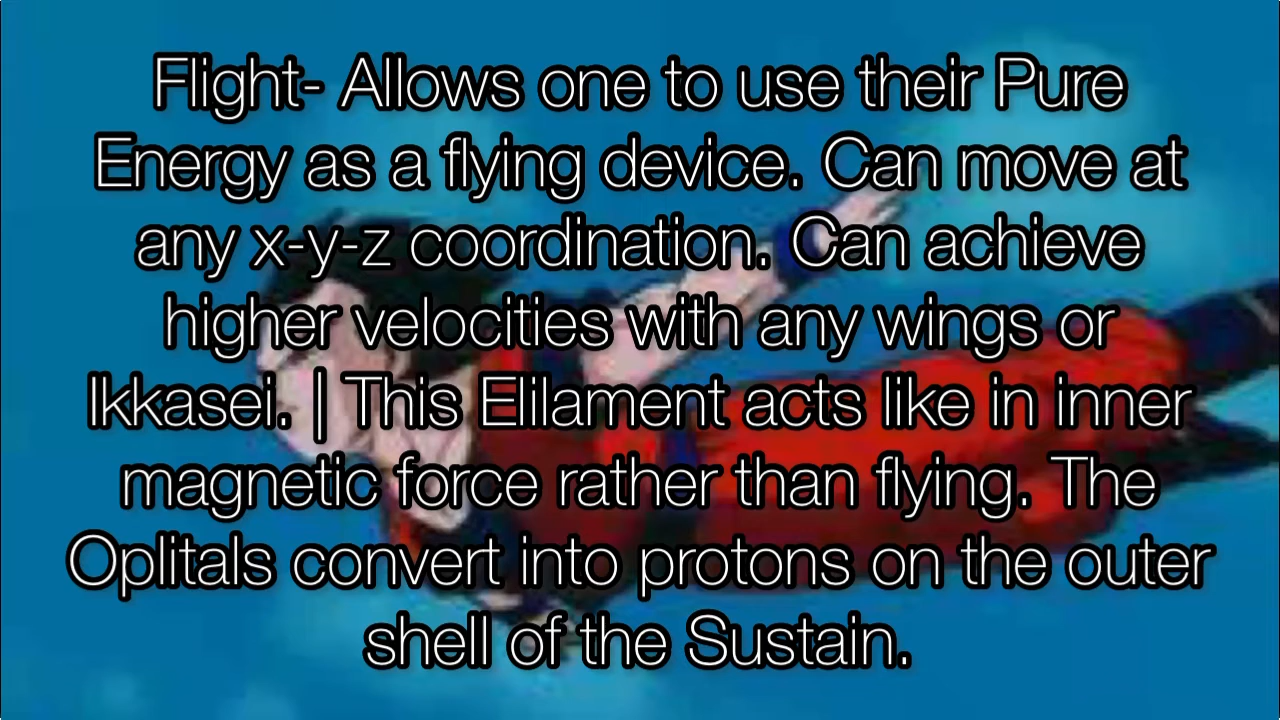 Flight- Allows one to use their Pure
Energy as a flying device. Can move at
any x-y-z coordination. Can achieve
higher velocities with any wings or
Ikkasei. | This Elilament acts like in inner
magnetic force rather than flying. The
Oplitals convert into protons on the outer
shell of the Sustain.